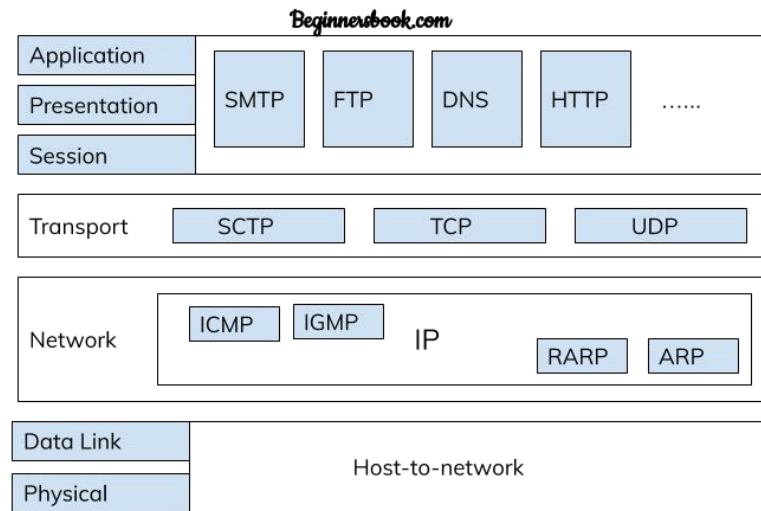 Beginnersbook.com
Application
Presentation
Session
SMTP FTP DNS HTTP ......
Transport SCTP TCP UDP
Network
ICMP IGMP IP
RARP ARP
Data Link
Physical
Host-to-network